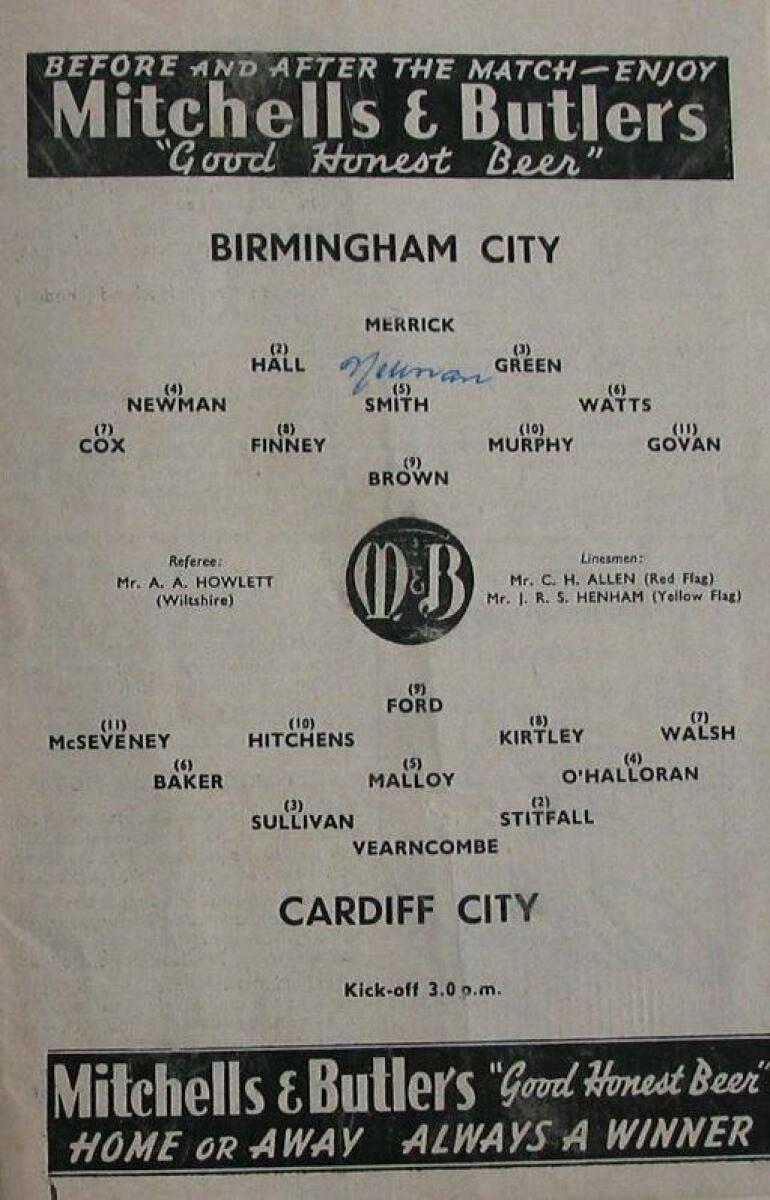 BEFORE AND AFTER THE MATCH—ENJOY
Mitchells & Butlers
"Good Honest Beer"
BIRMINGHAM CITY
MERRICK
(2) (3)
HALL Newman GREEN
(4) (5) (6)
NEWMAN SMITH WATTS
(7) (8) (10) (11)
COX FINNEY MURPHY GOVAN
(9)
BROWN
Referee: Linesmen:
Mr. A. A. HOWLETT M&B Mr. C. H. ALLEN (Red Flag)
(Wiltshire) Mr. J. R. S. HENHAM (Yellow Flag)
(9)
FORD
(11) (10) (8) (7)
McSEVENEY HITCHENS KIRTLEY WALSH
(6) (5) (4)
BAKER MALLOY O'HALLORAN
(3) (2)
SULLIVAN STITFALL
VEARNCOMBE
CARDIFF CITY
Kick-off 3.0 p.m.
Mitchells & Butlers "Good Honest Beer"
HOME OR AWAY ALWAYS A WINNER